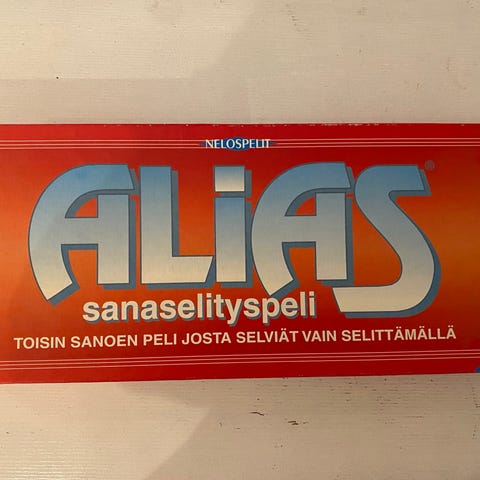 NELOSPELIT
ALiAS®
sanaselityspeli
TOISIN SANOEN PELI JOSTA SELVIÄT VAIN SELITTÄMÄLLÄ